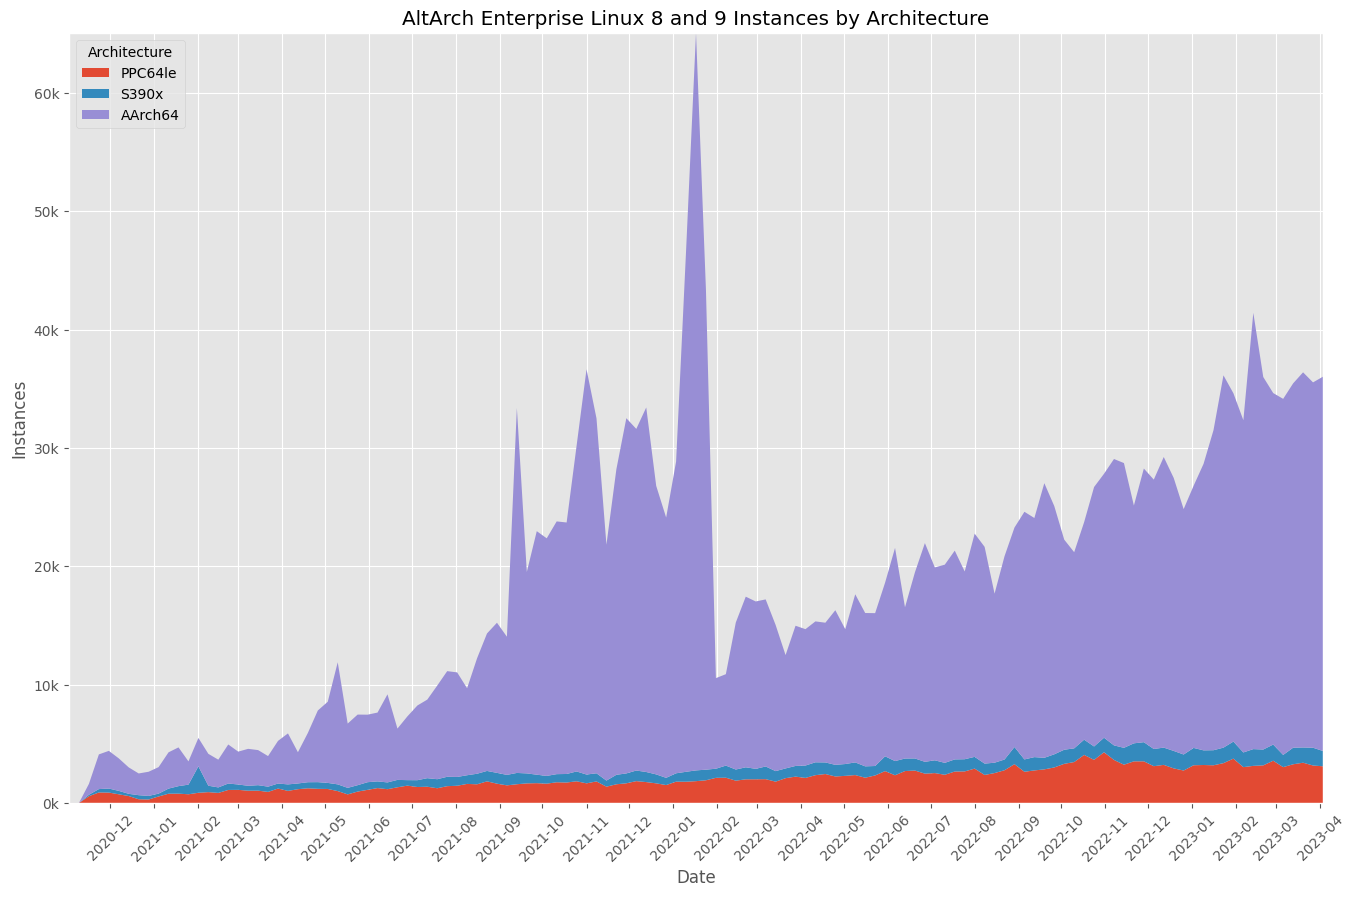 AltArch Enterprise Linux 8 and 9 Instances by Architecture
Architecture
PPC64le
S390x
AArch64
60k
50k
40k
30k
20k
10k
0k
Instances
2020-12
2021-01
2021-02
2021-03
2021-04
2021-05
2021-06
2021-07
2021-08
2021-09
2021-10
2021-11
2021-12
2022-01
2022-02
2022-03
2022-04
2022-05
2022-06
2022-07
2022-08
2022-09
2022-10
2022-11
2022-12
2023-01
2023-02
2023-03
2023-04
Date